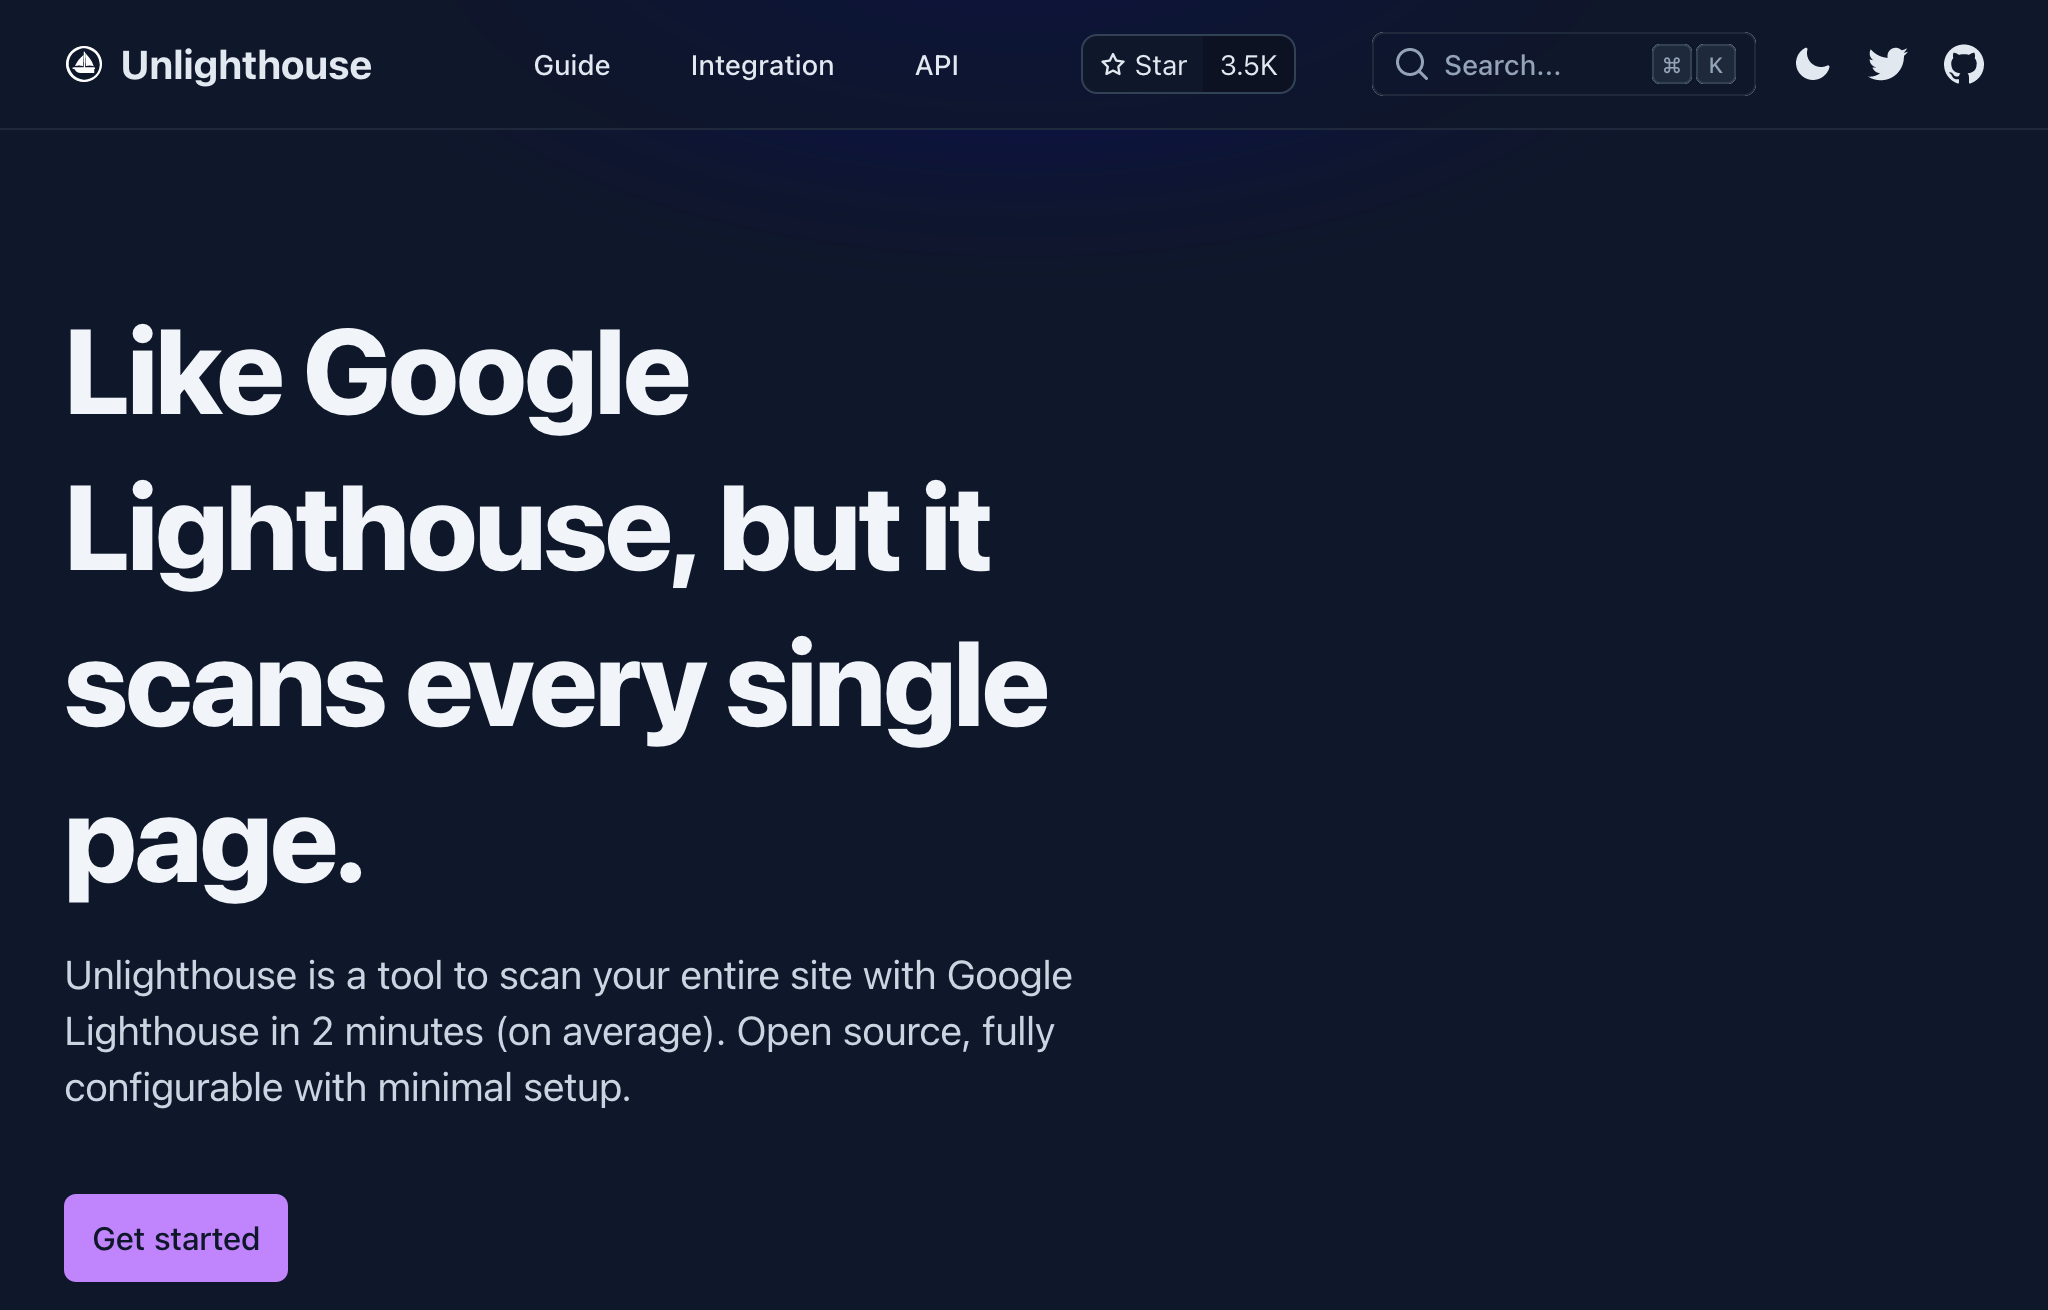 Unlighthouse
Guide
Integration
API
Star 3.5K
Search... ⌘ K
Like Google
Lighthouse, but it
scans every single
page.
Unlighthouse is a tool to scan your entire site with Google
Lighthouse in 2 minutes (on average). Open source, fully
configurable with minimal setup.
Get started